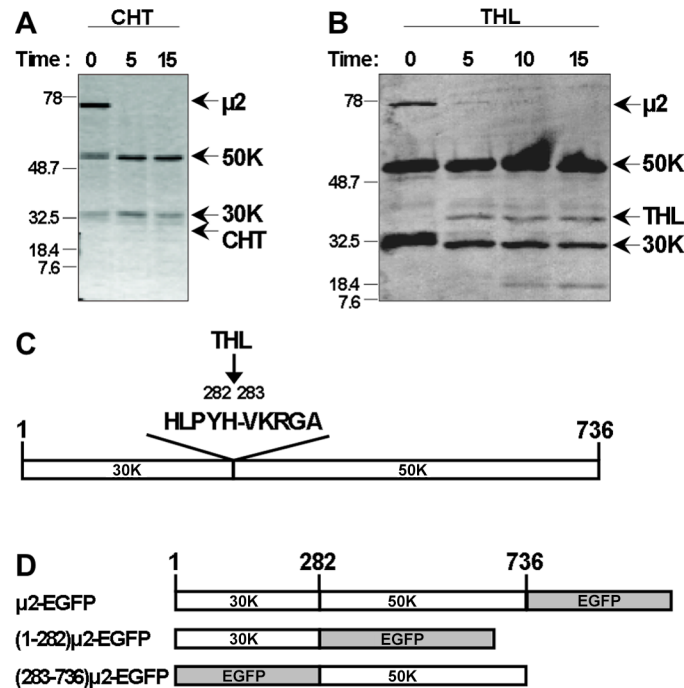 A
CHT
Time : 0 5 15
78
μ2
50K
48.7
32.5
30K
CHT
18.4
7.6
B
THL
Time : 0 5 10 15
78
μ2
50K
48.7
THL
32.5
30K
18.4
7.6
C
THL
282 283
HLPYH-VKRGA
1
736
30K
50K
D
1 282 736
μ2-EGFP 30K 50K EGFP
(1-282)μ2-EGFP 30K EGFP
(283-736)μ2-EGFP EGFP 50K